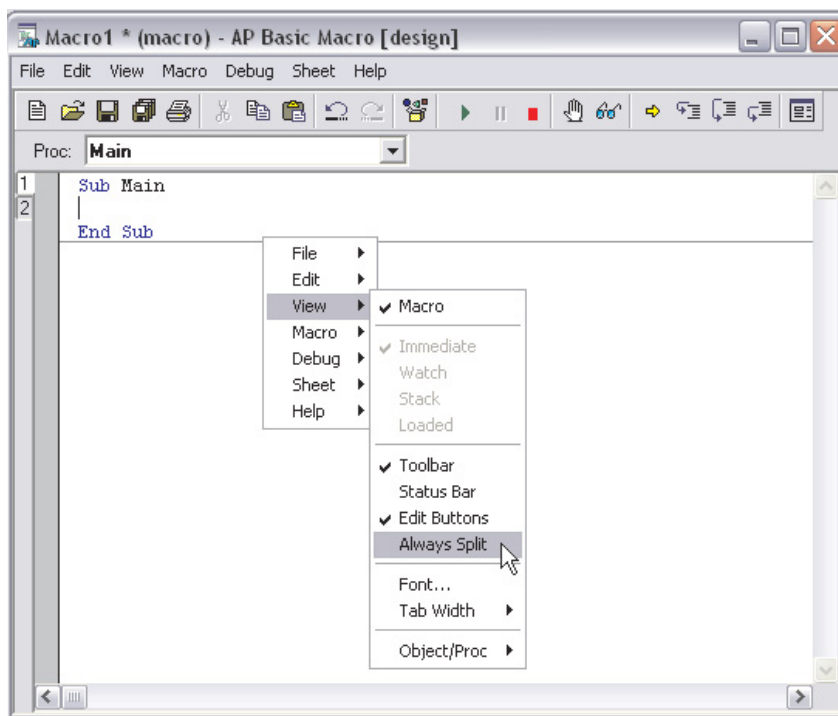 Macro1 * (macro) - AP Basic Macro [design]
File Edit View Macro Debug Sheet Help
Proc: Main
1
2
Sub Main
End Sub
File
Edit
View
Macro
Debug
Sheet
Help
Macro
Immediate
Watch
Stack
Loaded
Toolbar
Status Bar
Edit Buttons
Always Split
Font...
Tab Width
Object/Proc